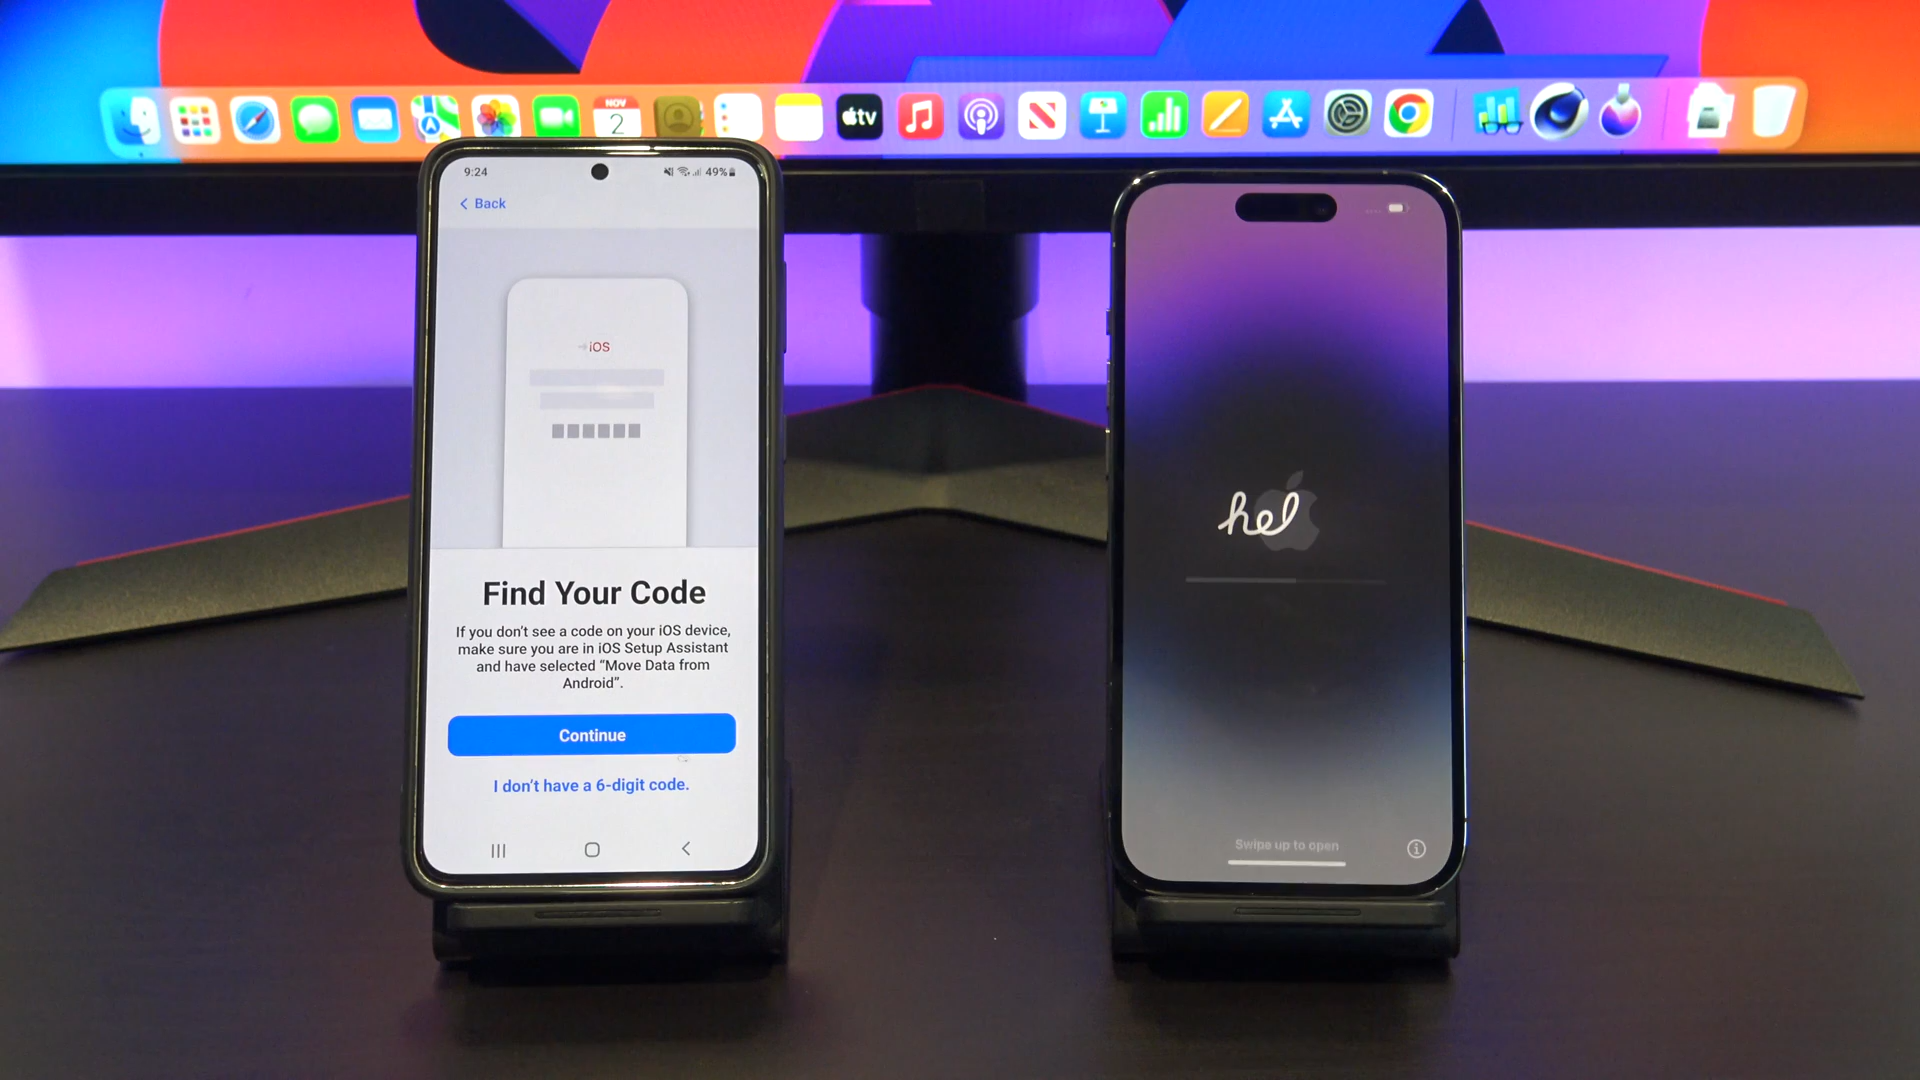 NOV
2
tv
9:24
49%
Back
iOS
Find Your Code
If you don't see a code on your iOS device,
make sure you are in iOS Setup Assistant
and have selected “Move Data from
Android”.
Continue
I don't have a 6-digit code.
hel
Swipe up to open